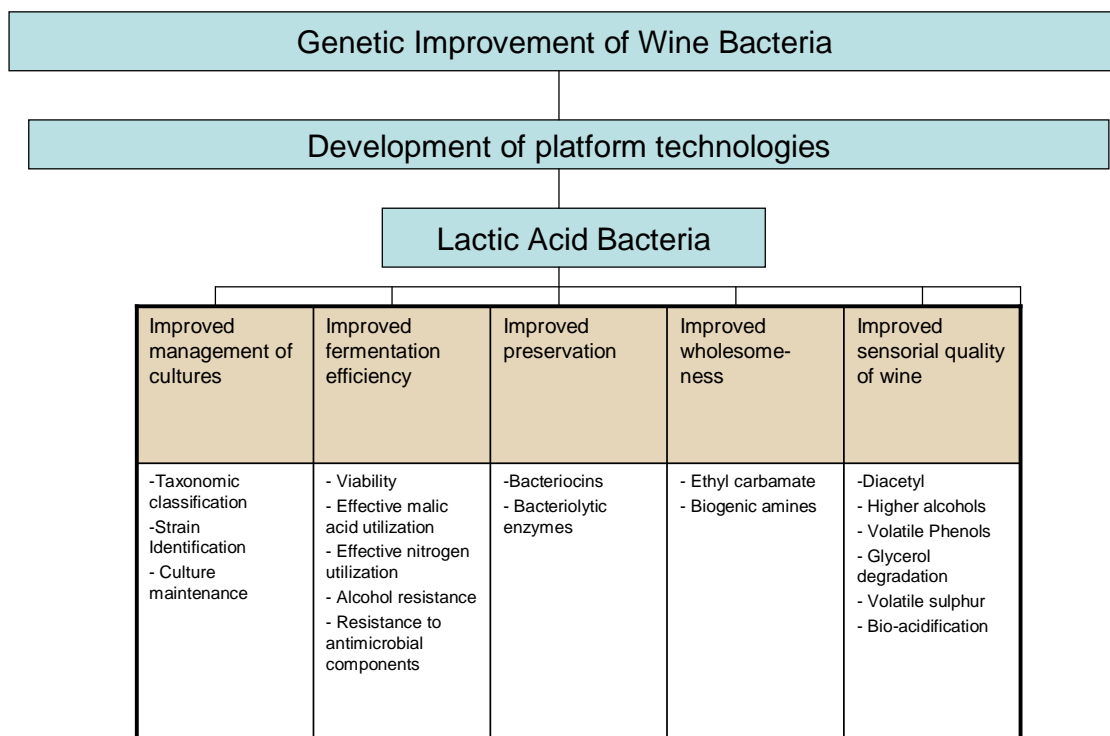 Genetic Improvement of Wine Bacteria
Development of platform technologies
Lactic Acid Bacteria
Improved
management of
cultures
Improved
fermentation
efficiency
Improved
preservation
Improved
wholesome-
ness
Improved
sensorial quality
of wine
-Taxonomic
classification
-Strain
Identification
- Culture
maintenance
- Viability
- Effective malic
acid utilization
- Effective nitrogen
utilization
- Alcohol resistance
- Resistance to
antimicrobial
components
-Bacteriocins
- Bacteriolytic
enzymes
- Ethyl carbamate
- Biogenic amines
-Diacetyl
- Higher alcohols
- Volatile Phenols
- Glycerol
degradation
- Volatile sulphur
- Bio-acidification